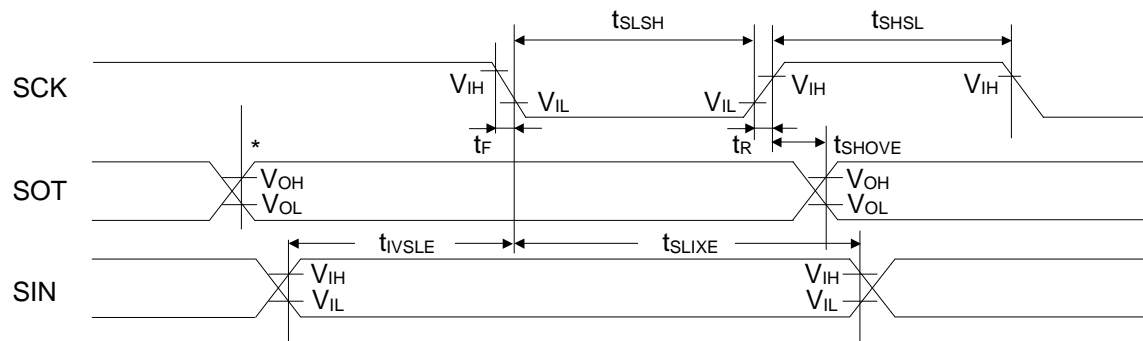 tSLSH tSHSL
SCK VIH VIL VIL VIH VIH
tF tR tSHOVE
*
SOT VOH VOH
VOL VOL
tIVSLE tSLIXE
SIN VIH VIH
VIL VIL